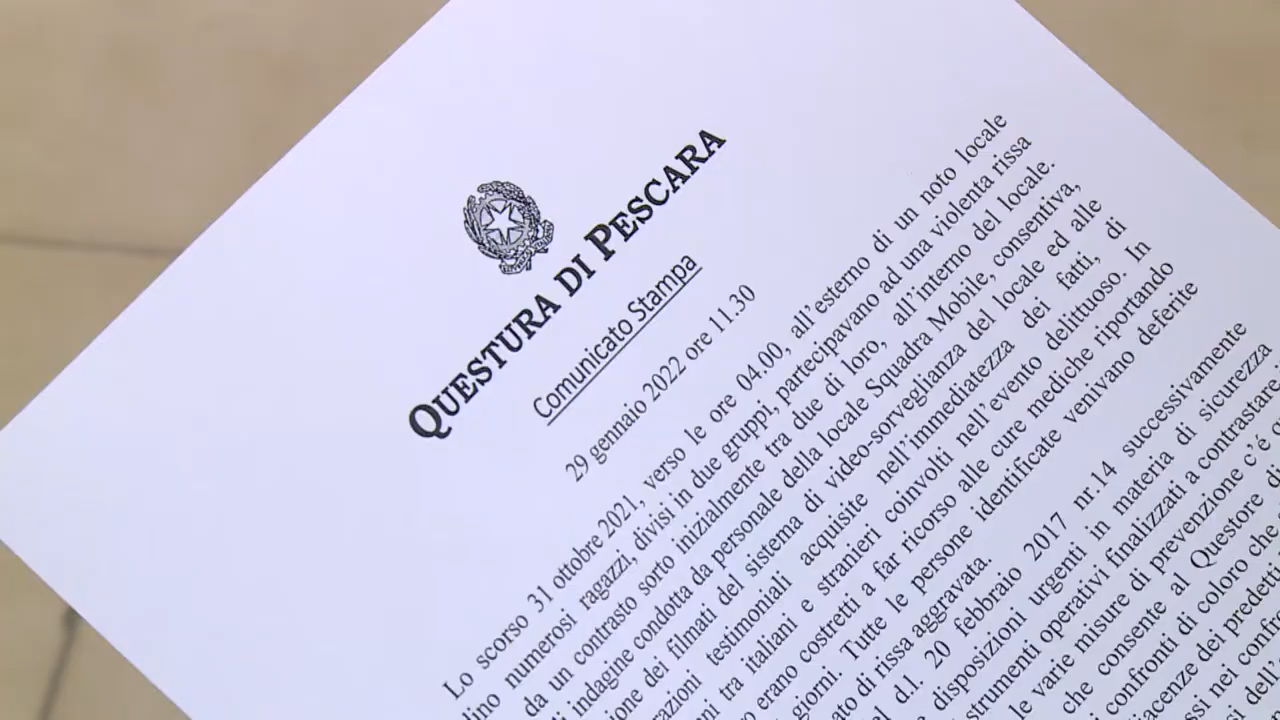 QUESTURA DI PESCARA
Comunicato Stampa
29 gennaio 2022 ore 11.30
Lo scorso 31 ottobre 2021, verso le ore 04.00, all'esterno di un noto locale
numerosi ragazzi, divisi in due gruppi, partecipavano ad una violenta rissa
da un contrasto sorto inizialmente tra due di loro, all'interno del locale.
indagine condotta da personale della locale Squadra Mobile, consentiva,
dei filmati del sistema di video-sorveglianza del locale ed alle
testimoniali acquisite nell'immediatezza dei fatti, di
tra italiani e stranieri coinvolti nell'evento delittuoso. In
erano costretti a far ricorso alle cure mediche riportando
giorni. Tutte le persone identificate venivano deferite
di rissa aggravata.
d.l. 20 febbraio 2017 nr.14 successivamente
disposizioni urgenti in materia di sicurezza
strumenti operativi finalizzati a contrastare
le varie misure di prevenzione c'é
che consente al Questore di
confronti di coloro che
dei predetti
nei